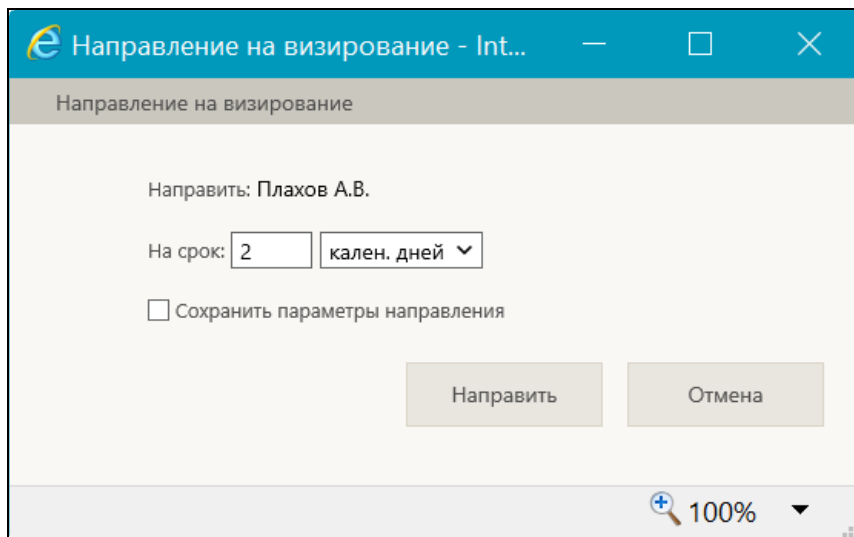 Направление на визирование - Int...
Направление на визирование
Направить: Плахов А.В.
На срок: 2 кален. дней
Сохранить параметры направления
Направить Отмена
100%